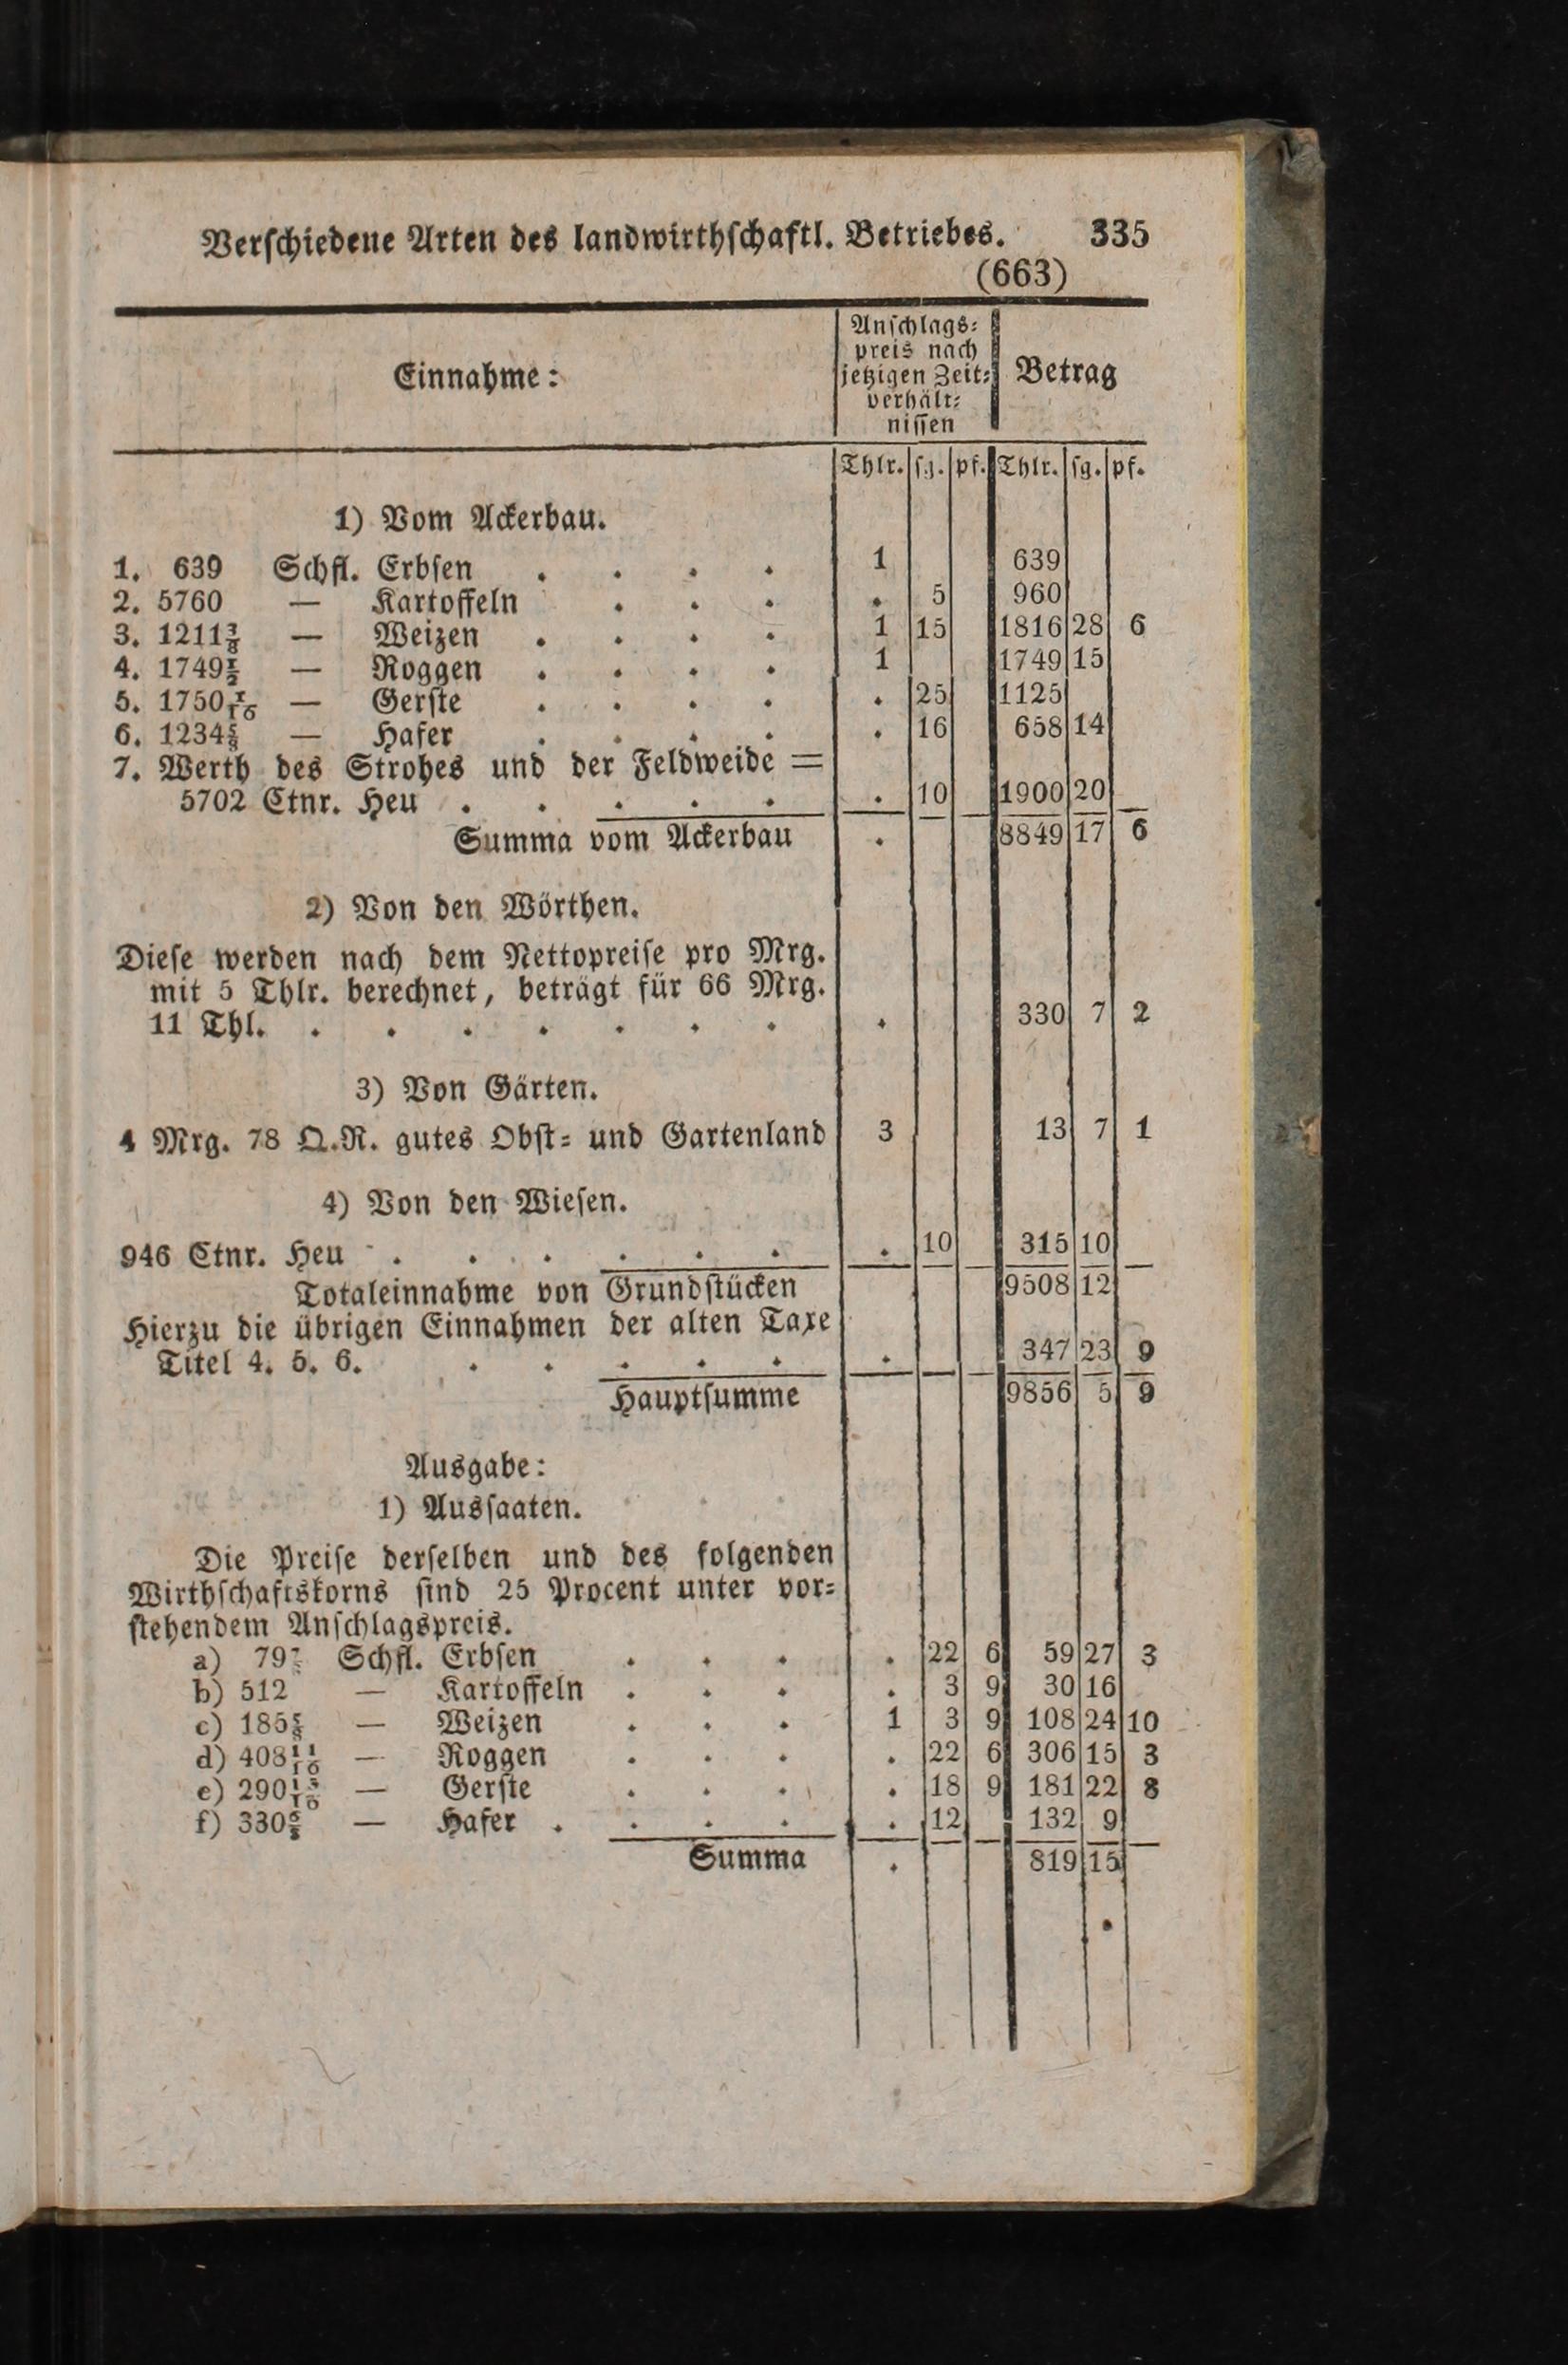 Verſchiedene Arten des landwirthſchaftl. Betriebes. 335
(663)
Einnahme: Anſchlags⸗ preis nach jetzigen Zeit⸗ verhält⸗ niſſen Betrag
Thlr. ſg. pf. Thlr. ſg. pf.
1) Vom Ackerbau.
1. 639 Schfl. Erbſen . . . . 1 639
2. 5760 — Kartoffeln . . . . 5 960
3. 1211⅜ — Weizen . . . . 1 15 1816 28 6
4. 1749½ — Roggen . . . . 1 1749 15
5. 1750 1/16 — Gerſte . . . . . 25 1125
6. 1234⅝ — Hafer . . . . . 16 658 14
7. Werth des Strohes und der Feldweide =
5702 Ctnr. Heu . . . . . . 10 1900 20
Summa vom Ackerbau . 8849 17 6
2) Von den Wörthen.
Dieſe werden nach dem Nettopreiſe pro Mrg.
mit 5 Thlr. berechnet, beträgt für 66 Mrg.
11 Thl. . . . . . . . . 330 7 2
3) Von Gärten.
4 Mrg. 78 Q.R. gutes Obſt⸗ und Gartenland 3 13 7 1
4) Von den Wieſen.
946 Ctnr. Heu . . . . . . . 10 315 10
Totaleinnahme von Grundſtücken 9508 12
Hierzu die übrigen Einnahmen der alten Taxe
Titel 4. 5. 6. . . . . . . 347 23 9
Hauptſumme 9856 5 9
Ausgabe:
1) Ausſaaten.
Die Preiſe derſelben und des folgenden
Wirthſchaftskorns ſind 25 Procent unter vor⸗
ſtehendem Anſchlagspreis.
a) 79⅞ Schfl. Erbſen . . . . 22 6 59 27 3
b) 512 — Kartoffeln . . . . 3 9 30 16
c) 185⅝ — Weizen . . . 1 3 9 108 24 10
d) 408 11/16 — Roggen . . . . 22 6 306 15 3
e) 290 13/16 — Gerſte . . . . 18 9 181 22 8
f) 330 6/8 — Hafer . . . . . 12 132 9
Summa . 819 15